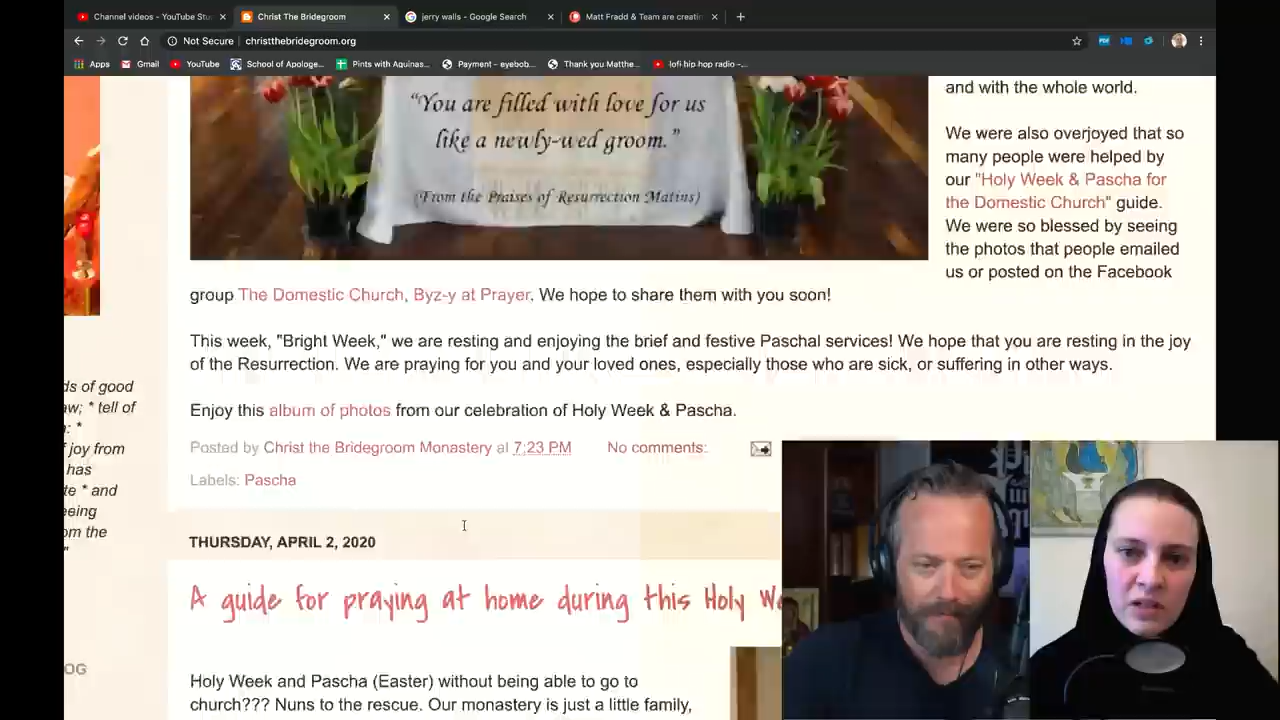 Channel videos - YouTube Stu
Christ The Bridegroom
jerry walls - Google Search
Matt Fradd & Team are creatin
Not Secure | christthebridegroom.org
Apps
Gmail
YouTube
School of Apologe...
Pints with Aquinas...
Payment - eyebob...
Thank you Matthe...
lofi hip hop radio -...
"You are filled with love for us
like a newly-wed groom."
(From the Praises of Resurrection Matins)
and with the whole world.
We were also overjoyed that so
many people were helped by
our "Holy Week & Pascha for
the Domestic Church" guide.
We were so blessed by seeing
the photos that people emailed
us or posted on the Facebook
group The Domestic Church, Byz-y at Prayer. We hope to share them with you soon!
This week, "Bright Week," we are resting and enjoying the brief and festive Paschal services! We hope that you are resting in the joy
of the Resurrection. We are praying for you and your loved ones, especially those who are sick, or suffering in other ways.
Enjoy this album of photos from our celebration of Holy Week & Pascha.
Posted by Christ the Bridegroom Monastery at 7:23 PM No comments:
Labels: Pascha
THURSDAY, APRIL 2, 2020
A guide for praying at home during this Holy We
Holy Week and Pascha (Easter) without being able to go to
church??? Nuns to the rescue. Our monastery is just a little family,
ds of good
aw; * tell of
: *
f joy from
has
te * and
eeing
om the
"
OG